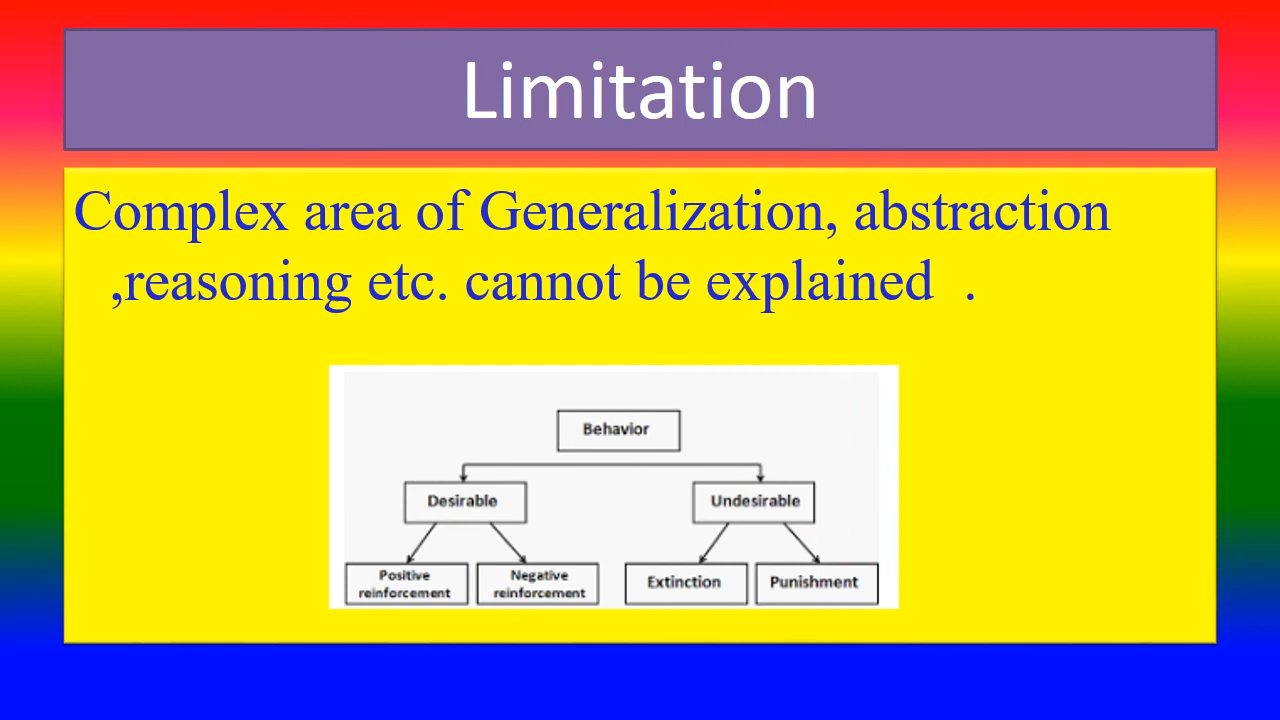 Limitation
Complex area of Generalization, abstraction
,reasoning etc. cannot be explained  .
Behavior
Desirable
Undesirable
Positive
reinforcement
Negative
reinforcement
Extinction
Punishment